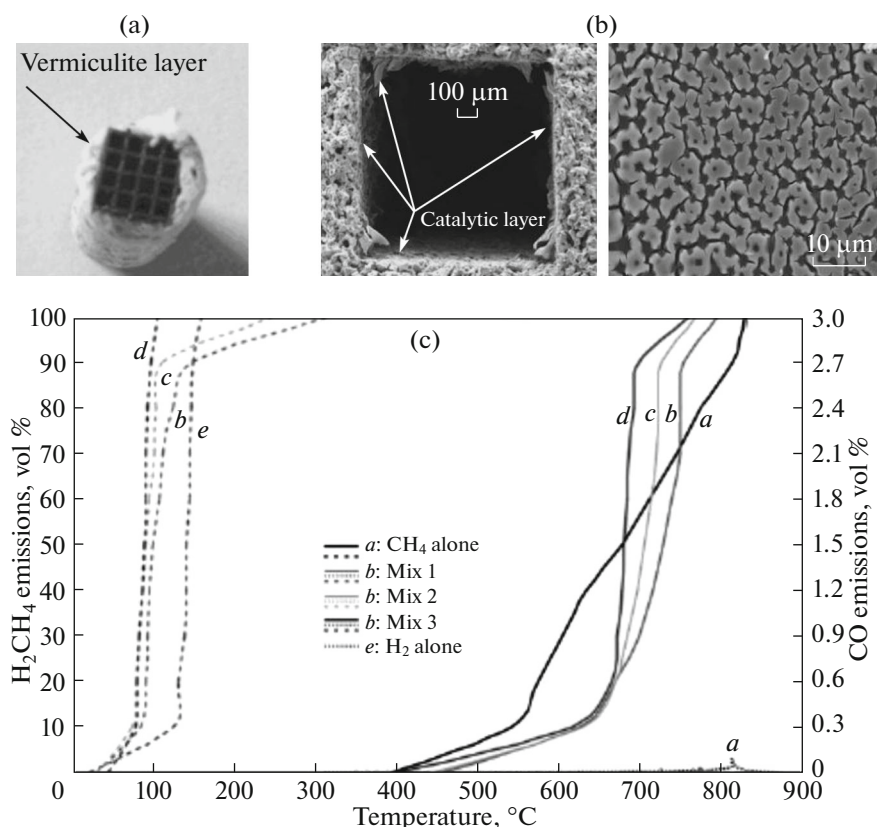 (a)
(b)
Vermiculite layer
100 μm
Catalytic layer
10 μm
(c)
H₂CH₄ emissions, vol %
100
90
80
70
60
50
40
30
20
10
0
3.0
2.7
2.4
2.1
1.8
1.5
1.2
0.9
0.6
0.3
0
CO emissions, vol %
d
c
b
e
d
c
b
a
a: CH₄ alone
b: Mix 1
b: Mix 2
b: Mix 3
e: H₂ alone
a
100 200 300 400 500 600 700 800 900
Temperature, °C